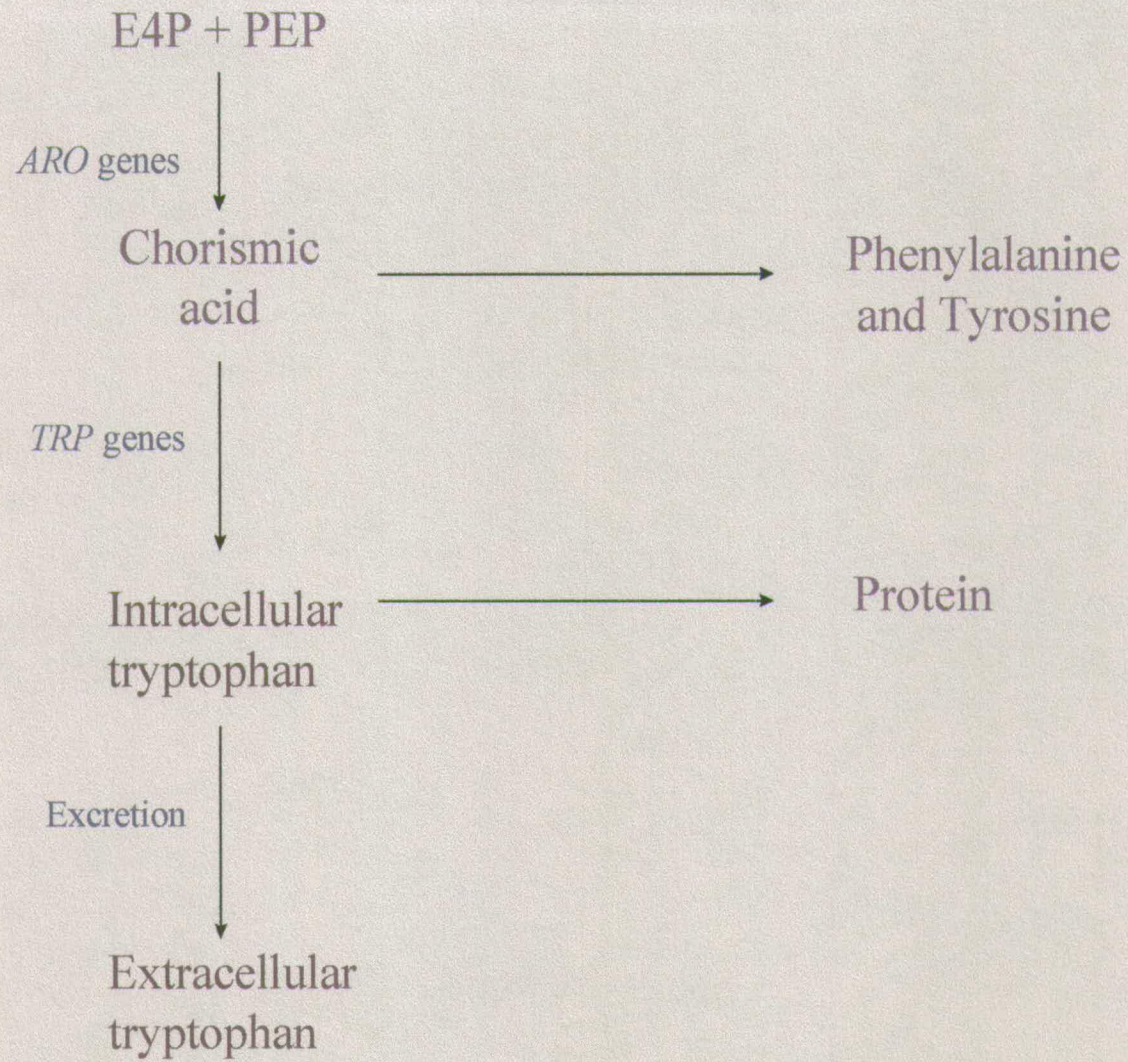 E4P + PEP
ARO genes
Chorismic
acid
Phenylalanine
and Tyrosine
TRP genes
Intracellular
tryptophan
Protein
Excretion
Extracellular
tryptophan